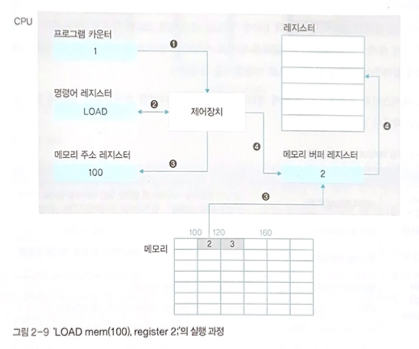 CPU
프로그램 카운터
1
레지스터
❶
명령어 레지스터
LOAD
❷
제어장치
❹
❹
메모리 주소 레지스터
100
❸
메모리 버퍼 레지스터
2
❸
100 120 160
메모리
2 3
그림 2-9 'LOAD mem(100), register 2;'의 실행 과정